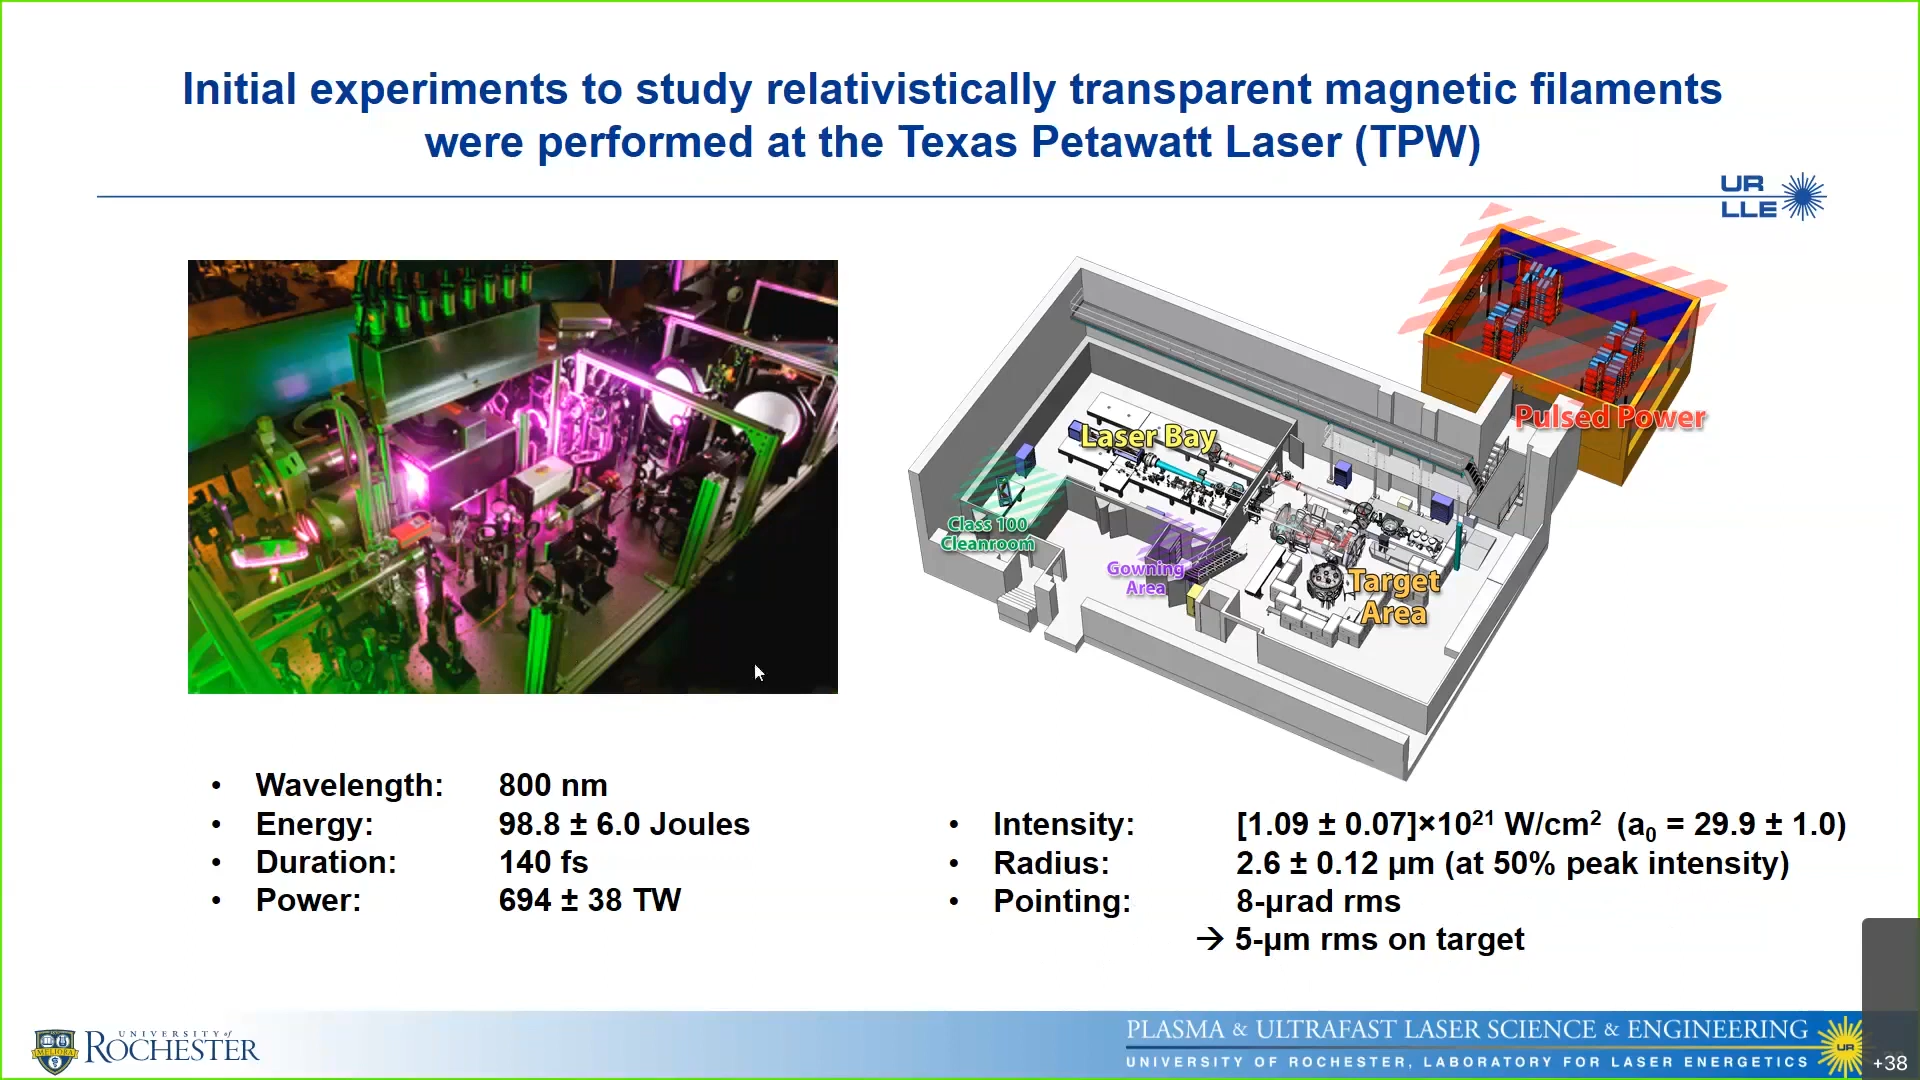 Initial experiments to study relativistically transparent magnetic filaments
were performed at the Texas Petawatt Laser (TPW)
UR
LLE
Pulsed Power
Laser Bay
Class 100
Cleanroom
Gowning
Area
Target
Area
• Wavelength: 800 nm
• Energy: 98.8 ± 6.0 Joules
• Duration: 140 fs
• Power: 694 ± 38 TW
• Intensity: [1.09 ± 0.07]×10²¹ W/cm² (a₀ = 29.9 ± 1.0)
• Radius: 2.6 ± 0.12 µm (at 50% peak intensity)
• Pointing: 8-µrad rms
→ 5-µm rms on target
MELIORA
UNIVERSITY of
ROCHESTER
PLASMA & ULTRAFAST LASER SCIENCE & ENGINEERING
UNIVERSITY OF ROCHESTER, LABORATORY FOR LASER ENERGETICS
UR
+38